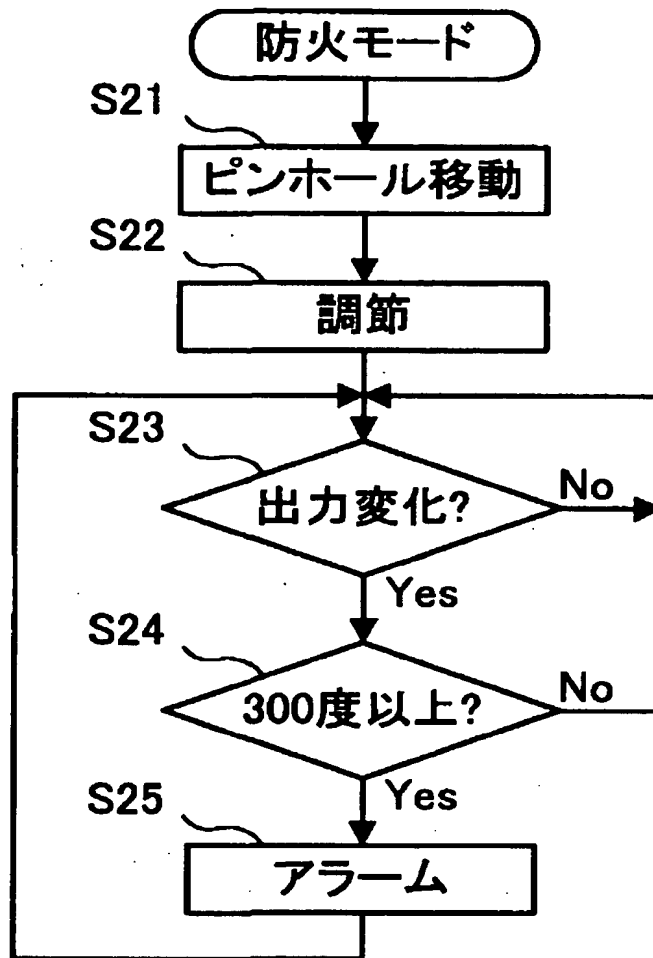 防火モード
S21
ピンホール移動
S22
調節
S23
出力変化?
No
Yes
S24
300度以上?
No
Yes
S25
アラーム